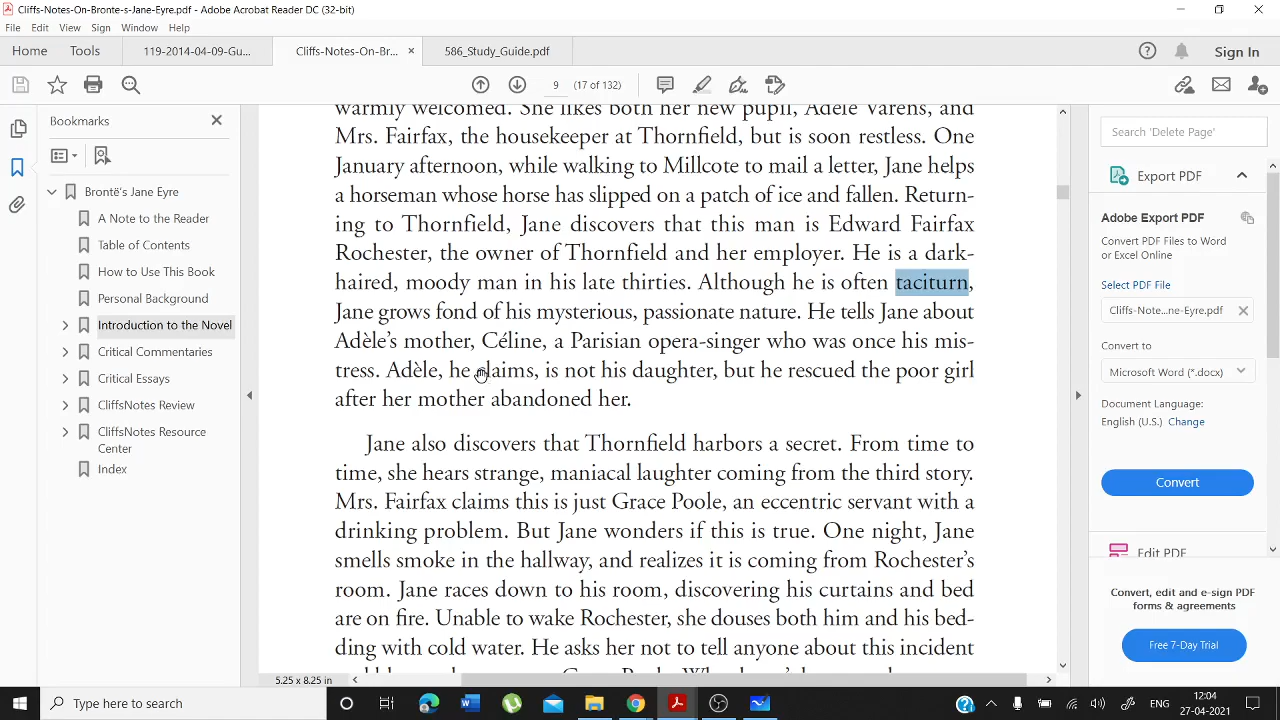 Cliffs-Notes-On-Bronte-s-Jane-Eyre.pdf - Adobe Acrobat Reader DC (32-bit)
File Edit View Sign Window Help
Home Tools 119-2014-04-09-Gu... Cliffs-Notes-On-Br... × 586_Study_Guide.pdf Sign In
9 (17 of 132)
Bookmarks
Brontë's Jane Eyre
A Note to the Reader
Table of Contents
How to Use This Book
Personal Background
Introduction to the Novel
Critical Commentaries
Critical Essays
CliffsNotes Review
CliffsNotes Resource
Center
Index
warmly welcomed. She likes both her new pupil, Adèle Varens, and
Mrs. Fairfax, the housekeeper at Thornfield, but is soon restless. One
January afternoon, while walking to Millcote to mail a letter, Jane helps
a horseman whose horse has slipped on a patch of ice and fallen. Return-
ing to Thornfield, Jane discovers that this man is Edward Fairfax
Rochester, the owner of Thornfield and her employer. He is a dark-
haired, moody man in his late thirties. Although he is often taciturn,
Jane grows fond of his mysterious, passionate nature. He tells Jane about
Adèle's mother, Céline, a Parisian opera-singer who was once his mis-
tress. Adèle, he claims, is not his daughter, but he rescued the poor girl
after her mother abandoned her.
Jane also discovers that Thornfield harbors a secret. From time to
time, she hears strange, maniacal laughter coming from the third story.
Mrs. Fairfax claims this is just Grace Poole, an eccentric servant with a
drinking problem. But Jane wonders if this is true. One night, Jane
smells smoke in the hallway, and realizes it is coming from Rochester's
room. Jane races down to his room, discovering his curtains and bed
are on fire. Unable to wake Rochester, she douses both him and his bed-
ding with cold water. He asks her not to tell anyone about this incident
5.25 x 8.25 in
Search 'Delete Page'
Export PDF
Adobe Export PDF
Convert PDF Files to Word
or Excel Online
Select PDF File
Cliffs-Note...ne-Eyre.pdf
Convert to
Microsoft Word (*.docx)
Document Language:
English (U.S.) Change
Convert
Edit PDF
Convert, edit and e-sign PDF
forms & agreements
Free 7-Day Trial
Type here to search
ENG
12:04
27-04-2021